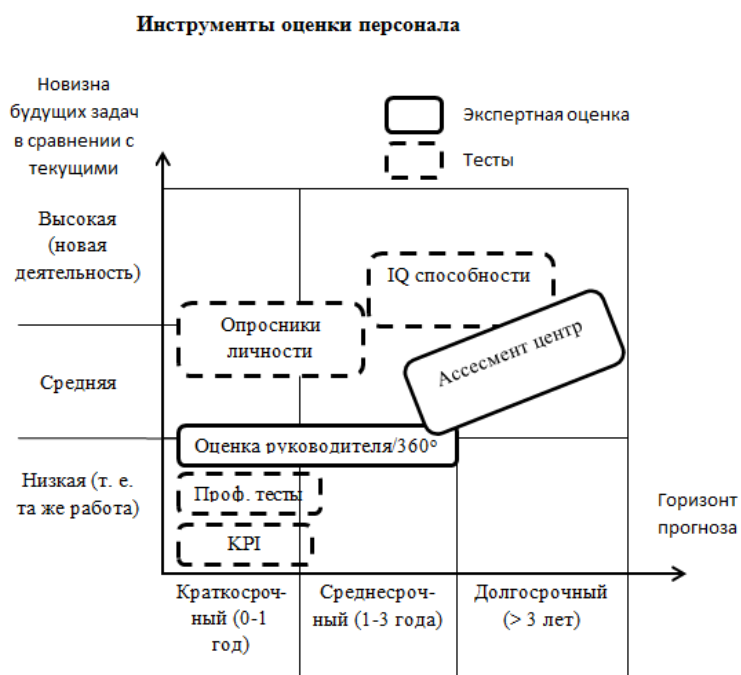 Инструменты оценки персонала
Новизна
будущих задач
в сравнении с
текущими
Экспертная оценка
Тесты
Высокая
(новая
деятельность)
IQ способности
Опросники
личности
Ассесмент центр
Средняя
Оценка руководителя/360°
Низкая (т. е.
та же работа)
Проф. тесты
KPI
Горизонт
прогноза
Краткосроч-
ный (0-1
год)
Среднесроч-
ный (1-3 года)
Долгосрочный
(> 3 лет)